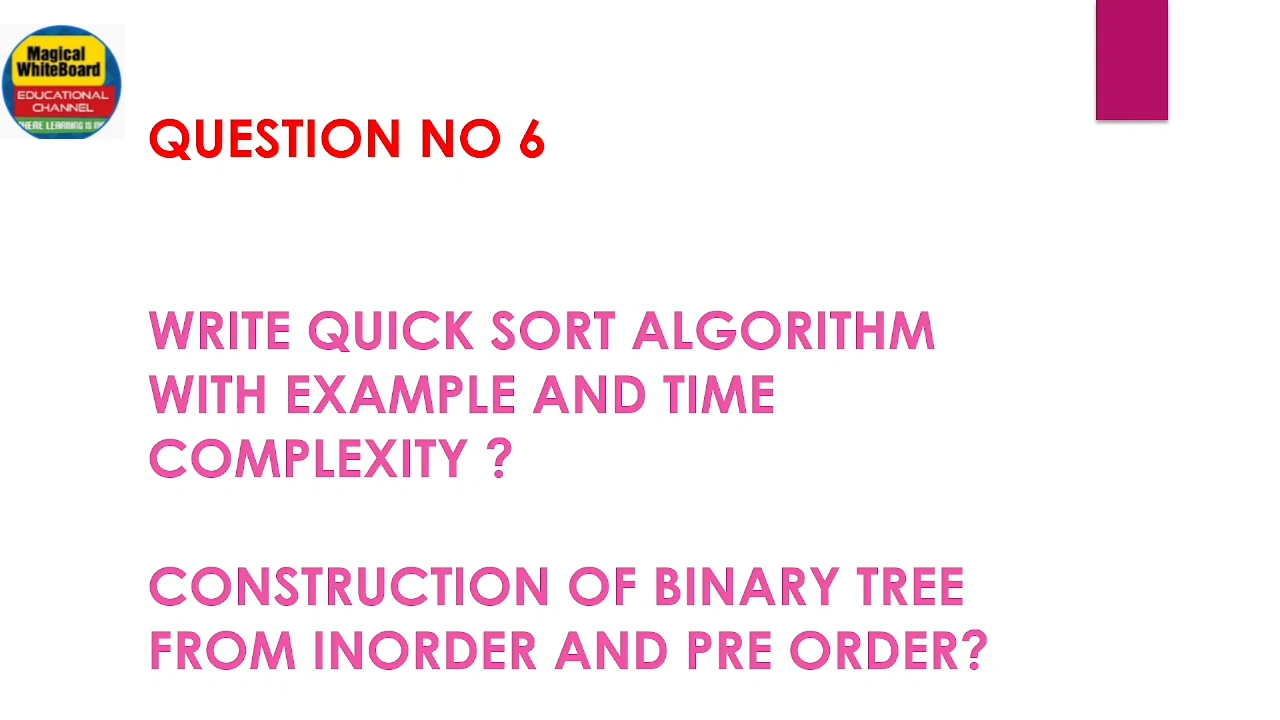 Magical
WhiteBoard
EDUCATIONAL
CHANNEL
QUESTION NO 6
WRITE QUICK SORT ALGORITHM
WITH EXAMPLE AND TIME
COMPLEXITY ?
CONSTRUCTION OF BINARY TREE
FROM INORDER AND PRE ORDER?